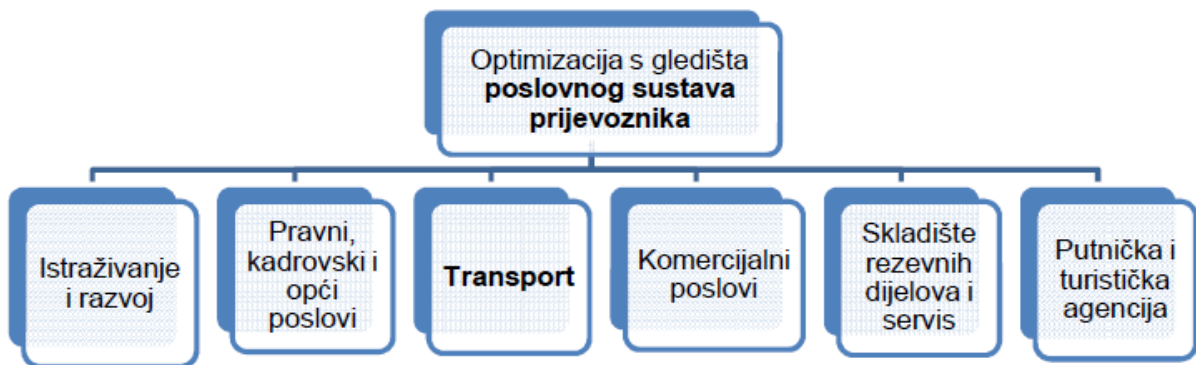 Optimizacija s gledišta
poslovnog sustava
prijevoznika
Istraživanje
i razvoj
Pravni,
kadrovski i
opći
poslovi
Transport
Komercijalni
poslovi
Skladište
rezevnih
dijelova i
servis
Putnička i
turistička
agencija